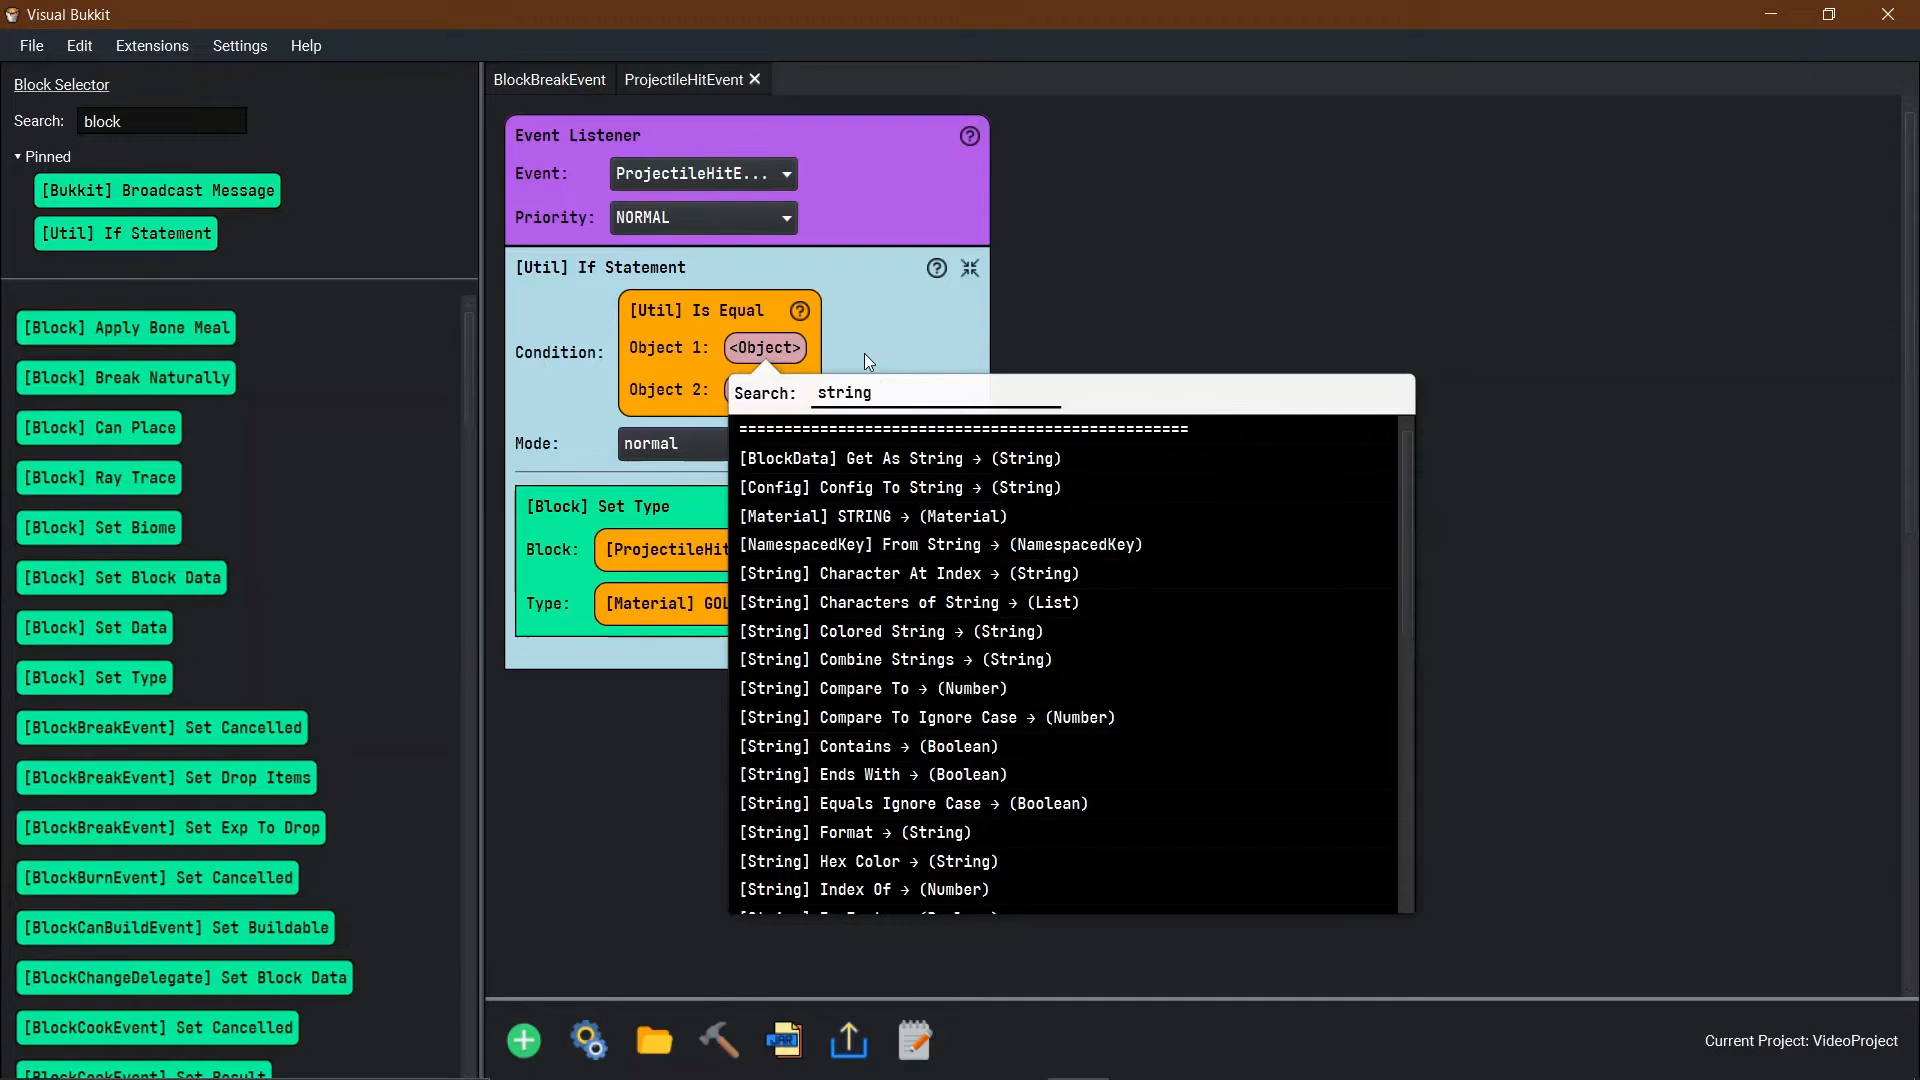 Visual Bukkit
File Edit Extensions Settings Help
Block Selector
Search: block
Pinned
[Bukkit] Broadcast Message
[Util] If Statement
[Block] Apply Bone Meal
[Block] Break Naturally
[Block] Can Place
[Block] Ray Trace
[Block] Set Biome
[Block] Set Block Data
[Block] Set Data
[Block] Set Type
[BlockBreakEvent] Set Cancelled
[BlockBreakEvent] Set Drop Items
[BlockBreakEvent] Set Exp To Drop
[BlockBurnEvent] Set Cancelled
[BlockCanBuildEvent] Set Buildable
[BlockChangeDelegate] Set Block Data
[BlockCookEvent] Set Cancelled
[BlockCookEvent] Set Result
BlockBreakEvent ProjectileHitEvent
Event Listener
Event: ProjectileHitE...
Priority: NORMAL
[Util] If Statement
Condition:
[Util] Is Equal
Object 1: <Object>
Object 2:
Mode: normal
[Block] Set Type
Block: [ProjectileHit
Type: [Material] GOL
Search: string
==================================================
[BlockData] Get As String → (String)
[Config] Config To String → (String)
[Material] STRING → (Material)
[NamespacedKey] From String → (NamespacedKey)
[String] Character At Index → (String)
[String] Characters of String → (List)
[String] Colored String → (String)
[String] Combine Strings → (String)
[String] Compare To → (Number)
[String] Compare To Ignore Case → (Number)
[String] Contains → (Boolean)
[String] Ends With → (Boolean)
[String] Equals Ignore Case → (Boolean)
[String] Format → (String)
[String] Hex Color → (String)
[String] Index Of → (Number)
JAR
Current Project: VideoProject